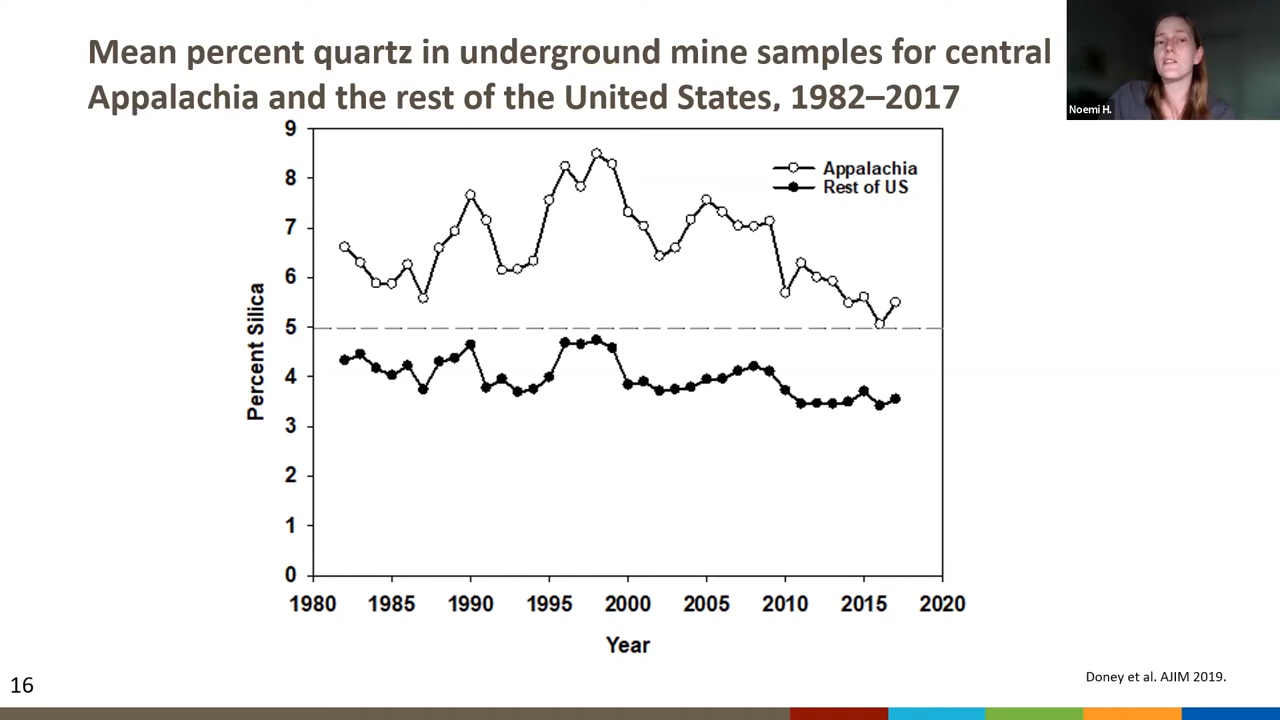 Mean percent quartz in underground mine samples for central
Appalachia and the rest of the United States, 1982–2017
Noemi H.
9
8
7
6
5
4
3
2
1
0
Percent Silica
Appalachia
Rest of US
1980 1985 1990 1995 2000 2005 2010 2015 2020
Year
Doney et al. AJIM 2019.
16